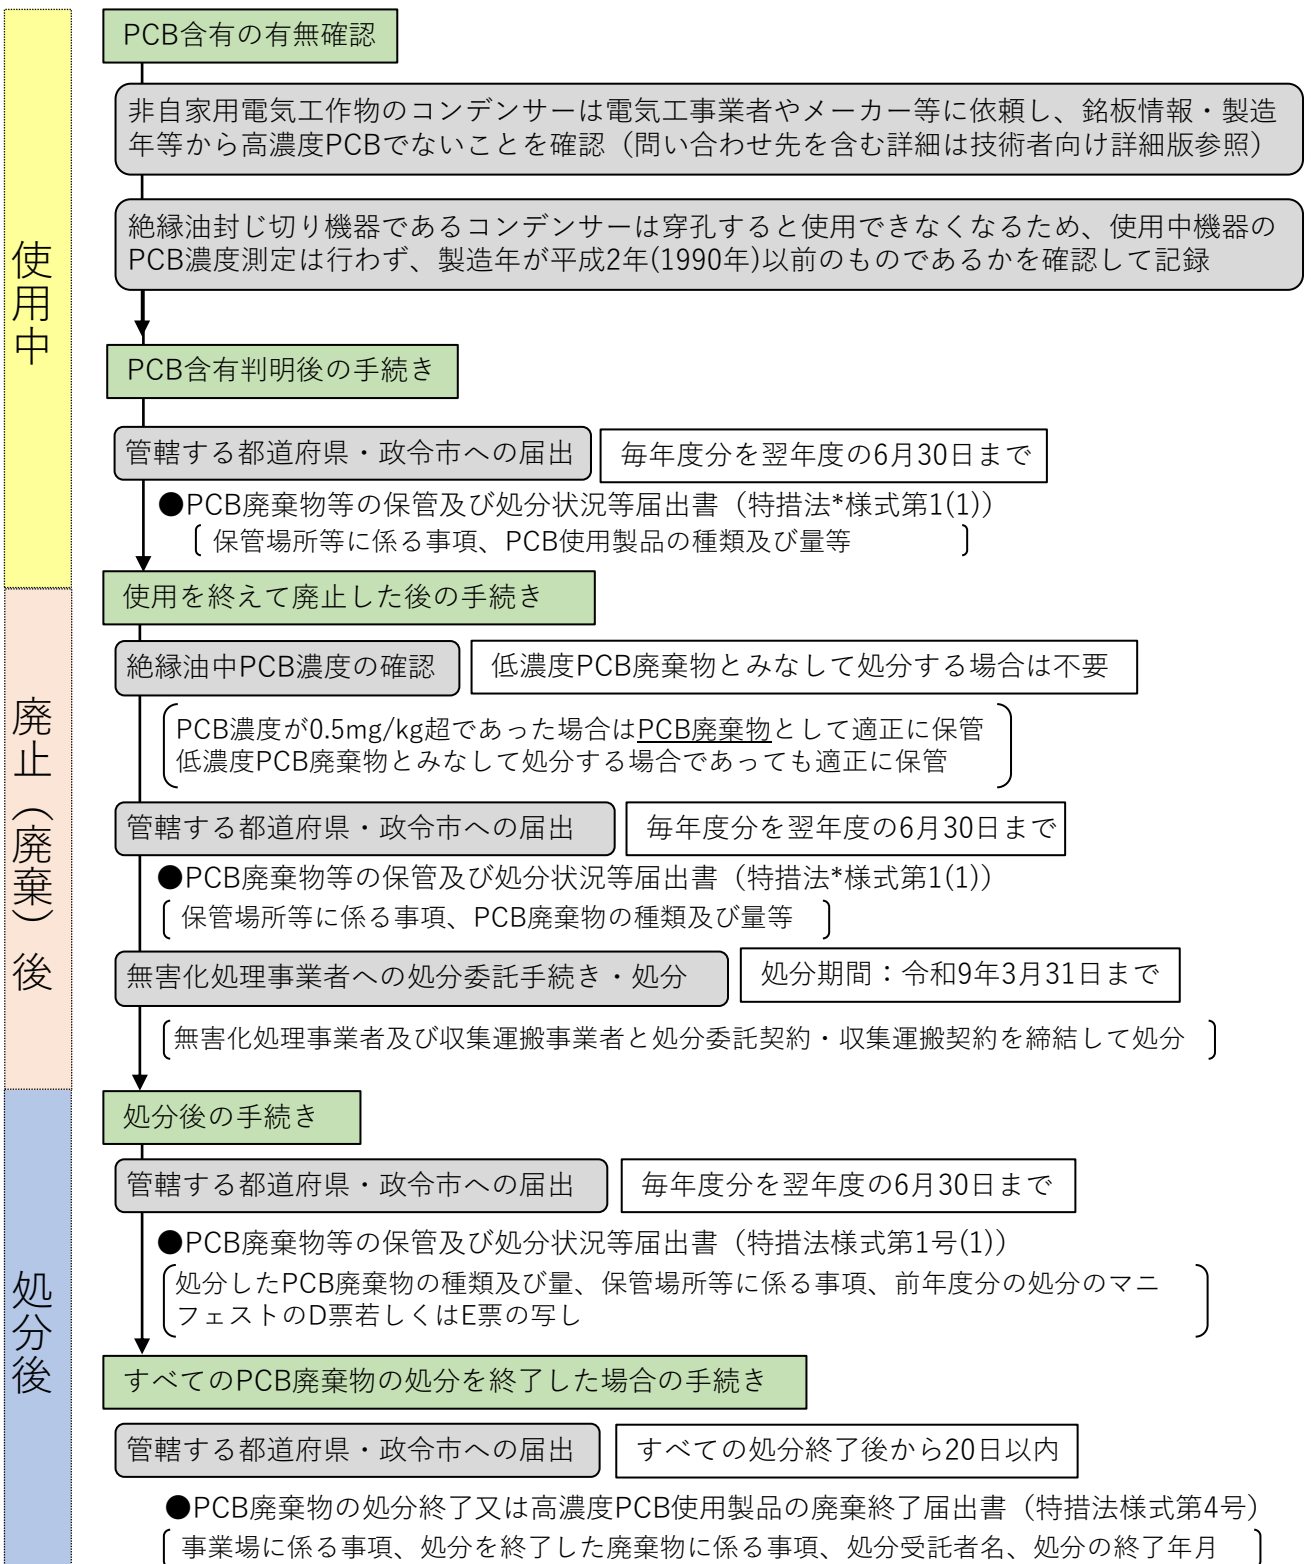 PCB含有の有無確認
非自家用電気工作物のコンデンサーは電気工事業者やメーカー等に依頼し、銘板情報・製造
年等から高濃度PCBでないことを確認（問い合わせ先を含む詳細は技術者向け詳細版参照）
絶縁油封じ切り機器であるコンデンサーは穿孔すると使用できなくなるため、使用中機器の
PCB濃度測定は行わず、製造年が平成2年(1990年)以前のものであるかを確認して記録
使用中
PCB含有判明後の手続き
管轄する都道府県・政令市への届出
毎年度分を翌年度の6月30日まで
●PCB廃棄物等の保管及び処分状況等届出書（特措法*様式第1(1)）
保管場所等に係る事項、PCB使用製品の種類及び量等
使用を終えて廃止した後の手続き
絶縁油中PCB濃度の確認
低濃度PCB廃棄物とみなして処分する場合は不要
PCB濃度が0.5mg/kg超であった場合はPCB廃棄物として適正に保管
低濃度PCB廃棄物とみなして処分する場合であっても適正に保管
廃止（廃棄）後
管轄する都道府県・政令市への届出
毎年度分を翌年度の6月30日まで
●PCB廃棄物等の保管及び処分状況等届出書（特措法*様式第1(1)）
保管場所等に係る事項、PCB廃棄物の種類及び量等
無害化処理事業者への処分委託手続き・処分
処分期間：令和9年3月31日まで
無害化処理事業者及び収集運搬事業者と処分委託契約・収集運搬契約を締結して処分
処分後の手続き
管轄する都道府県・政令市への届出
毎年度分を翌年度の6月30日まで
●PCB廃棄物等の保管及び処分状況等届出書（特措法様式第1号(1)）
処分したPCB廃棄物の種類及び量、保管場所等に係る事項、前年度分の処分のマニ
フェストのD票若しくはE票の写し
処分後
すべてのPCB廃棄物の処分を終了した場合の手続き
管轄する都道府県・政令市への届出
すべての処分終了後から20日以内
●PCB廃棄物の処分終了又は高濃度PCB使用製品の廃棄終了届出書（特措法様式第4号）
事業場に係る事項、処分を終了した廃棄物に係る事項、処分受託者名、処分の終了年月